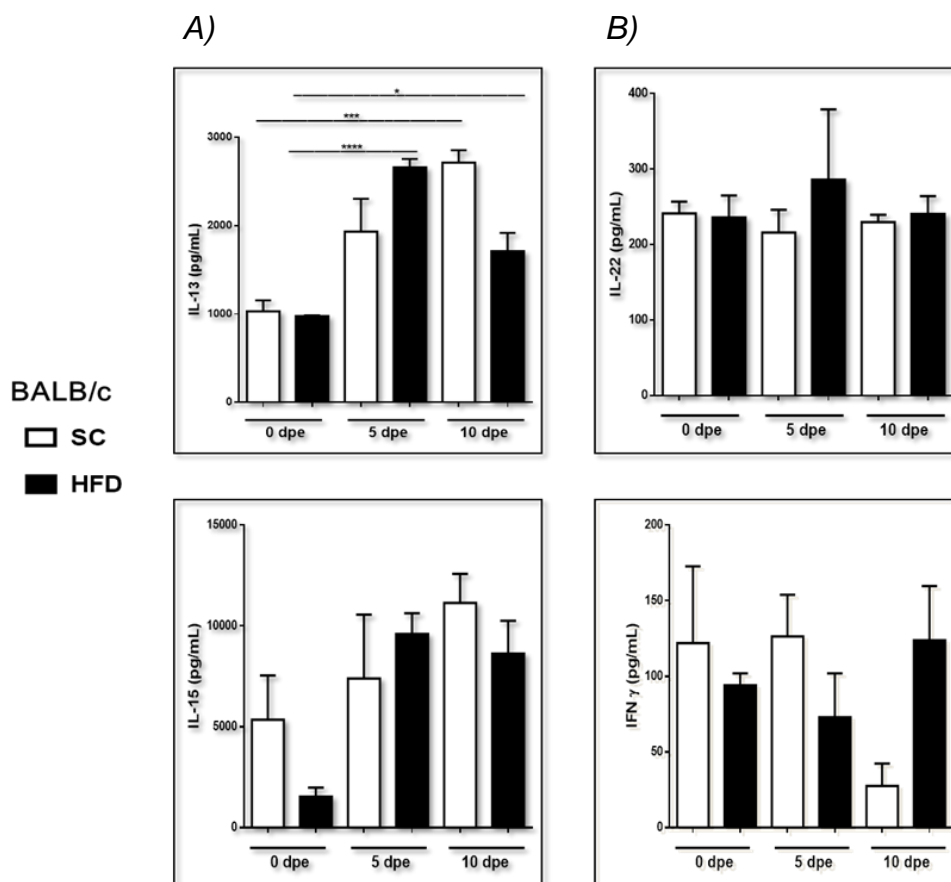 A)
B)
BALB/c
SC
HFD
*
***
****
IL-13 (pg/mL)
3000
2000
1000
0
0 dpe 5 dpe 10 dpe
IL-22 (pg/mL)
400
300
200
100
0
0 dpe 5 dpe 10 dpe
IL-15 (pg/mL)
15000
10000
5000
0
0 dpe 5 dpe 10 dpe
IFN γ (pg/mL)
200
150
100
50
0
0 dpe 5 dpe 10 dpe